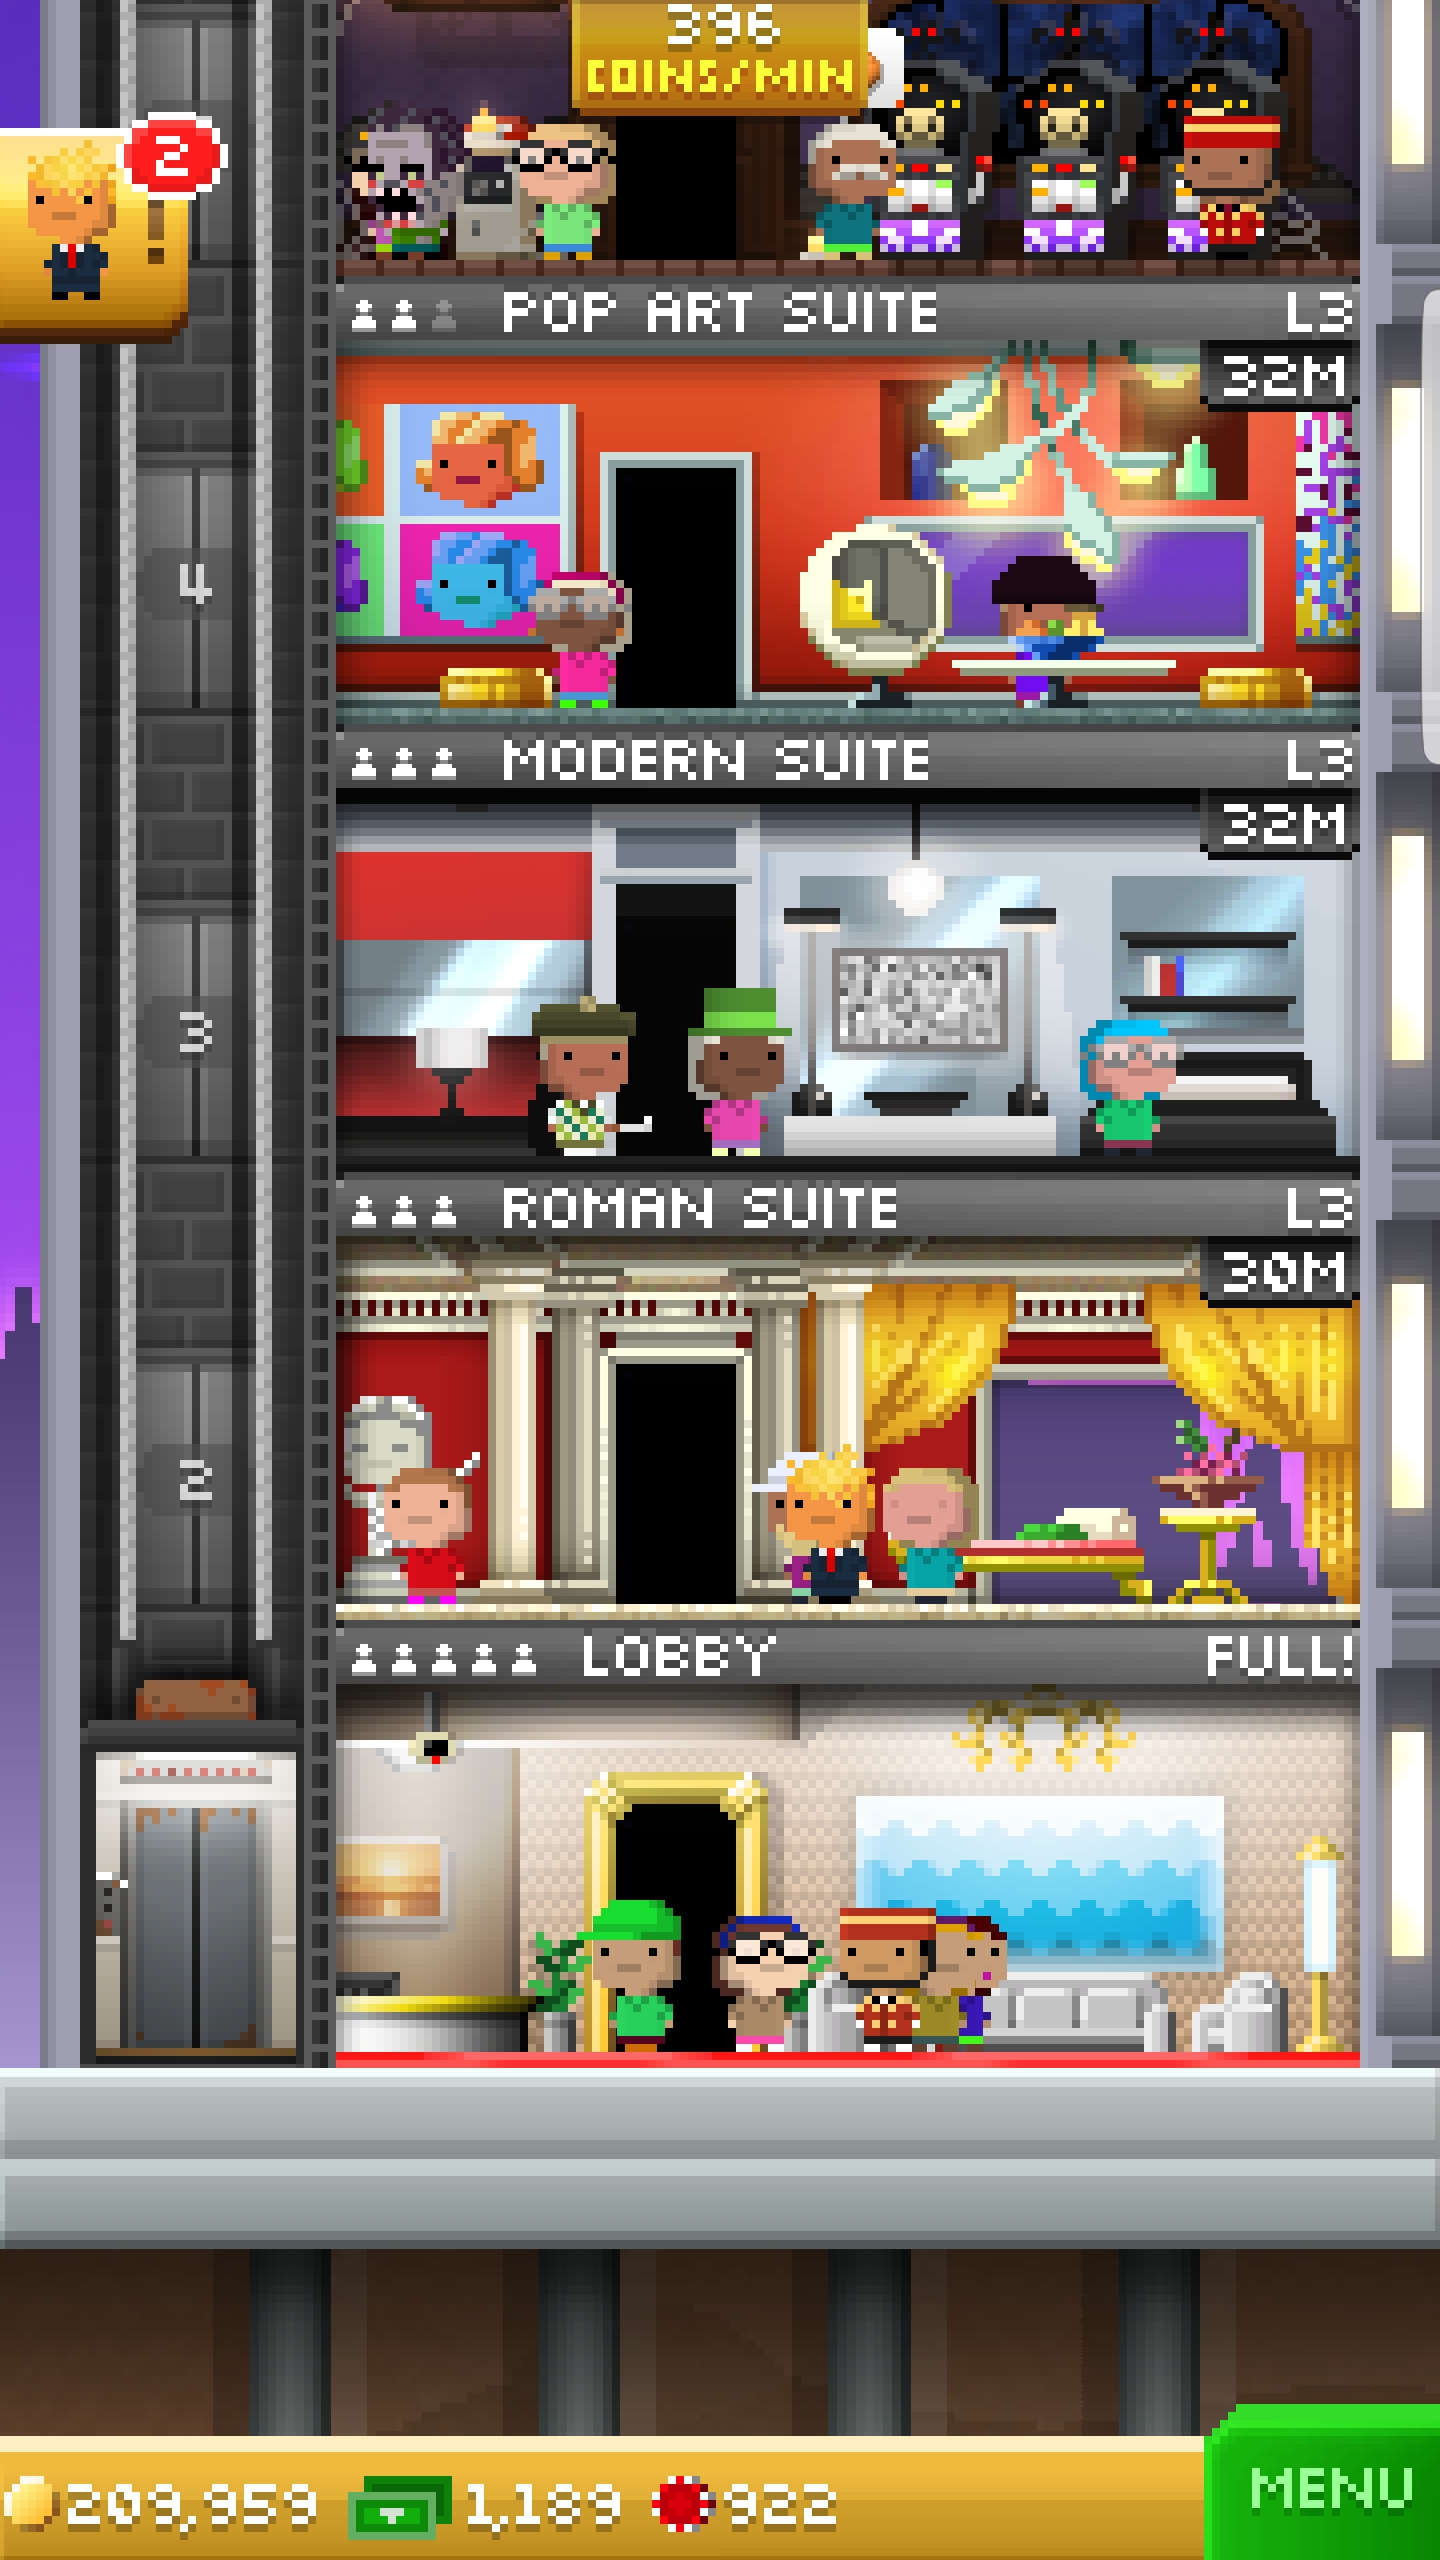 396
COINS/MIN
2
!
POP ART SUITE L3
32M
4
MODERN SUITE L3
32M
3
ROMAN SUITE L3
30M
2
LOBBY FULL!
209,959 1,189 922
MENU